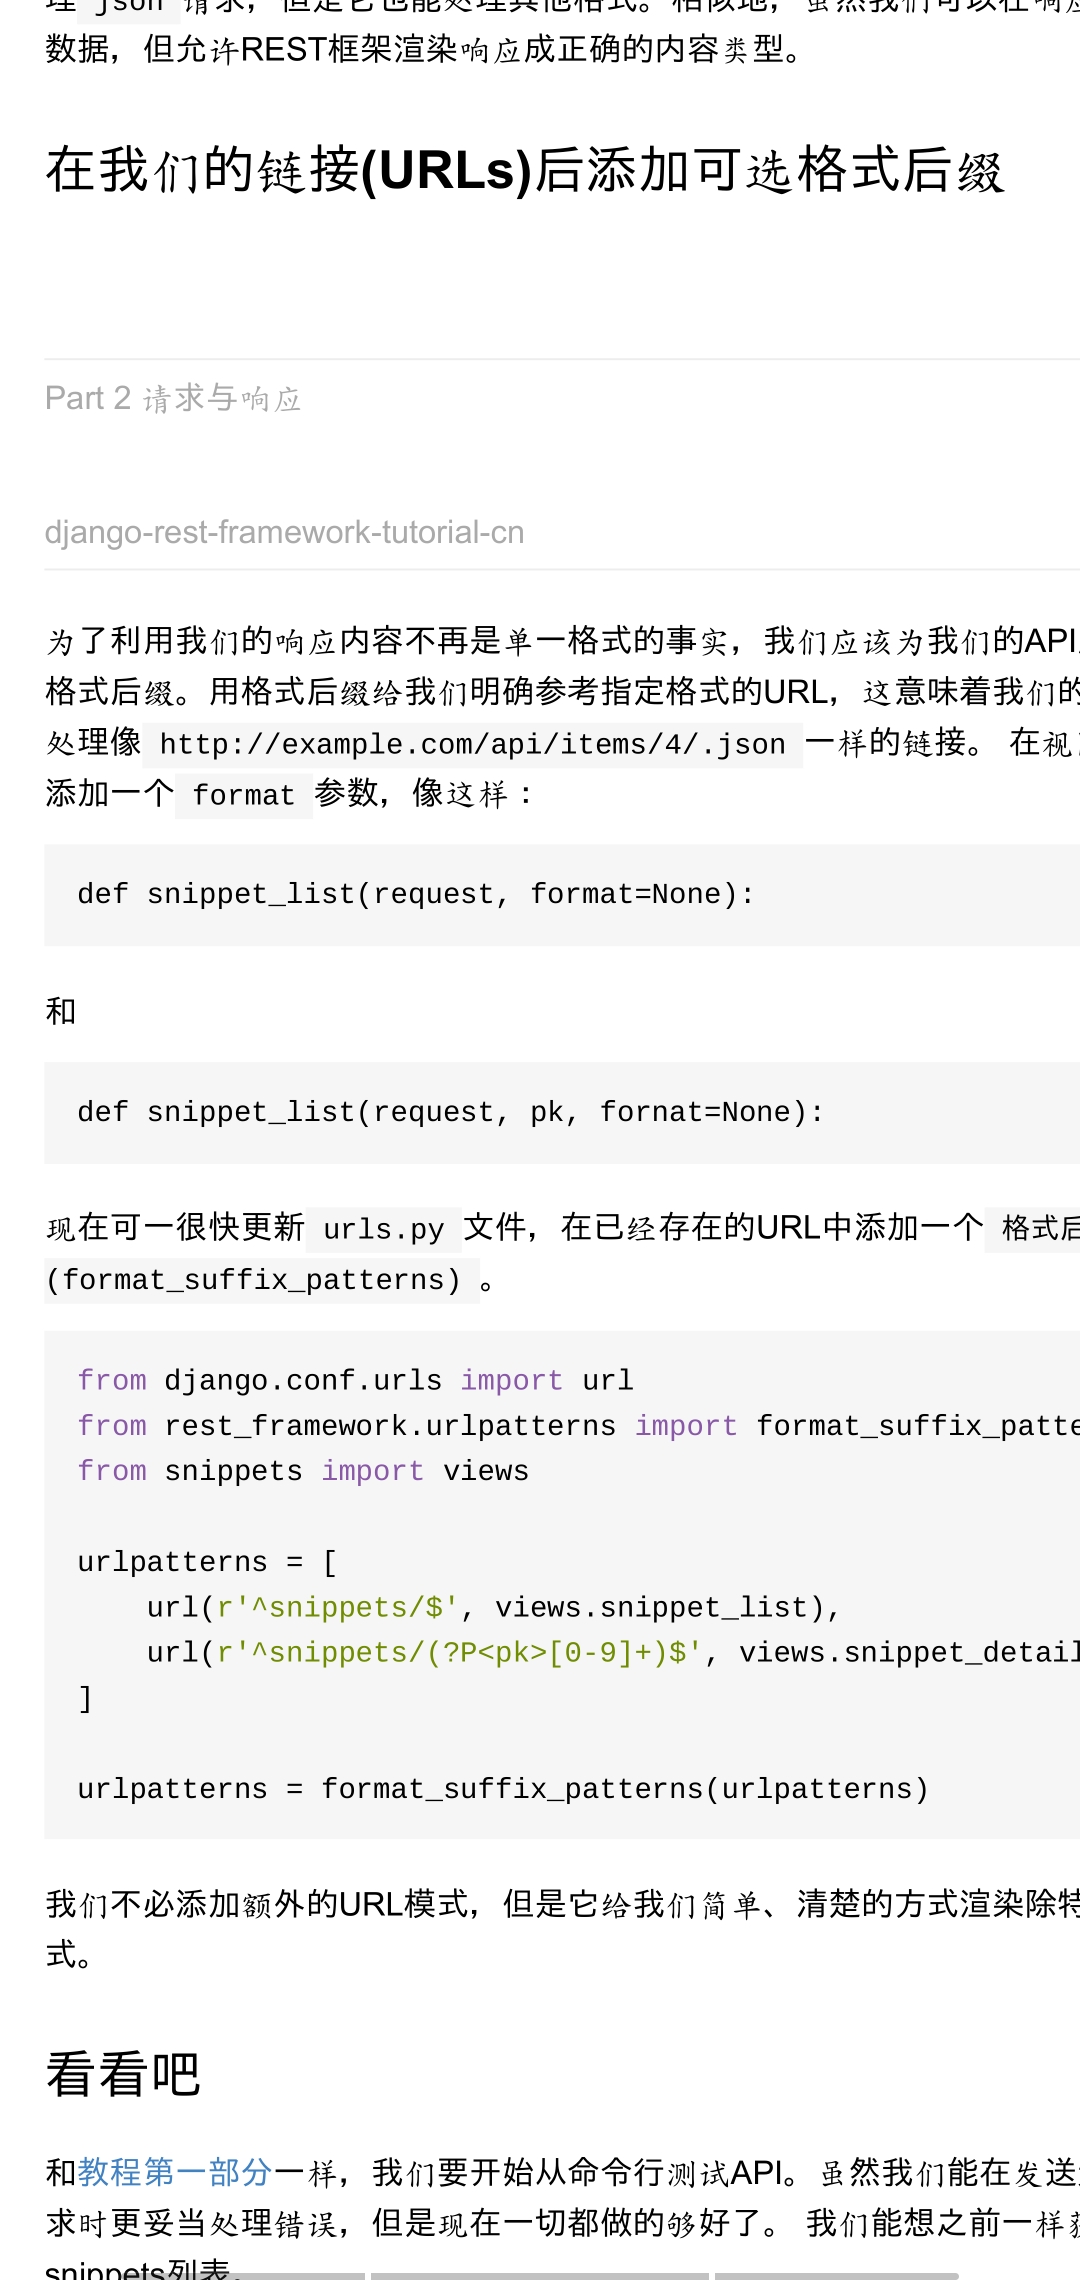 理 json 请求，但是它也能处理其他格式。相似地，虽然我们可以在响应
数据，但允许REST框架渲染响应成正确的内容类型。
在我们的链接(URLs)后添加可选格式后缀
Part 2 请求与响应
django-rest-framework-tutorial-cn
为了利用我们的响应内容不再是单一格式的事实，我们应该为我们的API
格式后缀。用格式后缀给我们明确参考指定格式的URL，这意味着我们的
处理像 http://example.com/api/items/4/.json 一样的链接。 在视
添加一个 format 参数，像这样：
def snippet_list(request, format=None):
和
def snippet_list(request, pk, fornat=None):
现在可一很快更新 urls.py 文件，在已经存在的URL中添加一个 格式后
(format_suffix_patterns) 。
from django.conf.urls import url
from rest_framework.urlpatterns import format_suffix_patte
from snippets import views
urlpatterns = [
url(r'^snippets/$', views.snippet_list),
url(r'^snippets/(?P<pk>[0-9]+)$', views.snippet_detail
]
urlpatterns = format_suffix_patterns(urlpatterns)
我们不必添加额外的URL模式，但是它给我们简单、清楚的方式渲染除特
式。
看看吧
和教程第一部分一样，我们要开始从命令行测试API。虽然我们能在发送
求时更妥当处理错误，但是现在一切都做的够好了。 我们能想之前一样获
snippets列表。